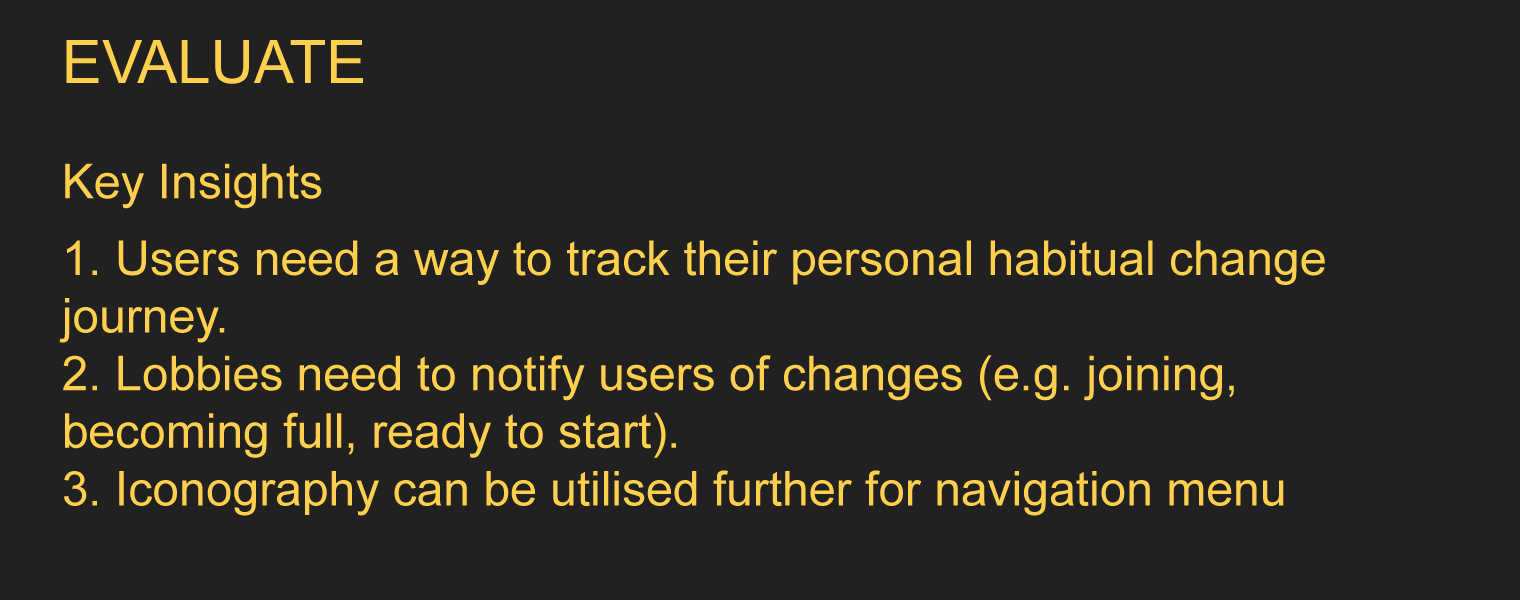 EVALUATE
Key Insights
1. Users need a way to track their personal habitual change
journey.
2. Lobbies need to notify users of changes (e.g. joining,
becoming full, ready to start).
3. Iconography can be utilised further for navigation menu